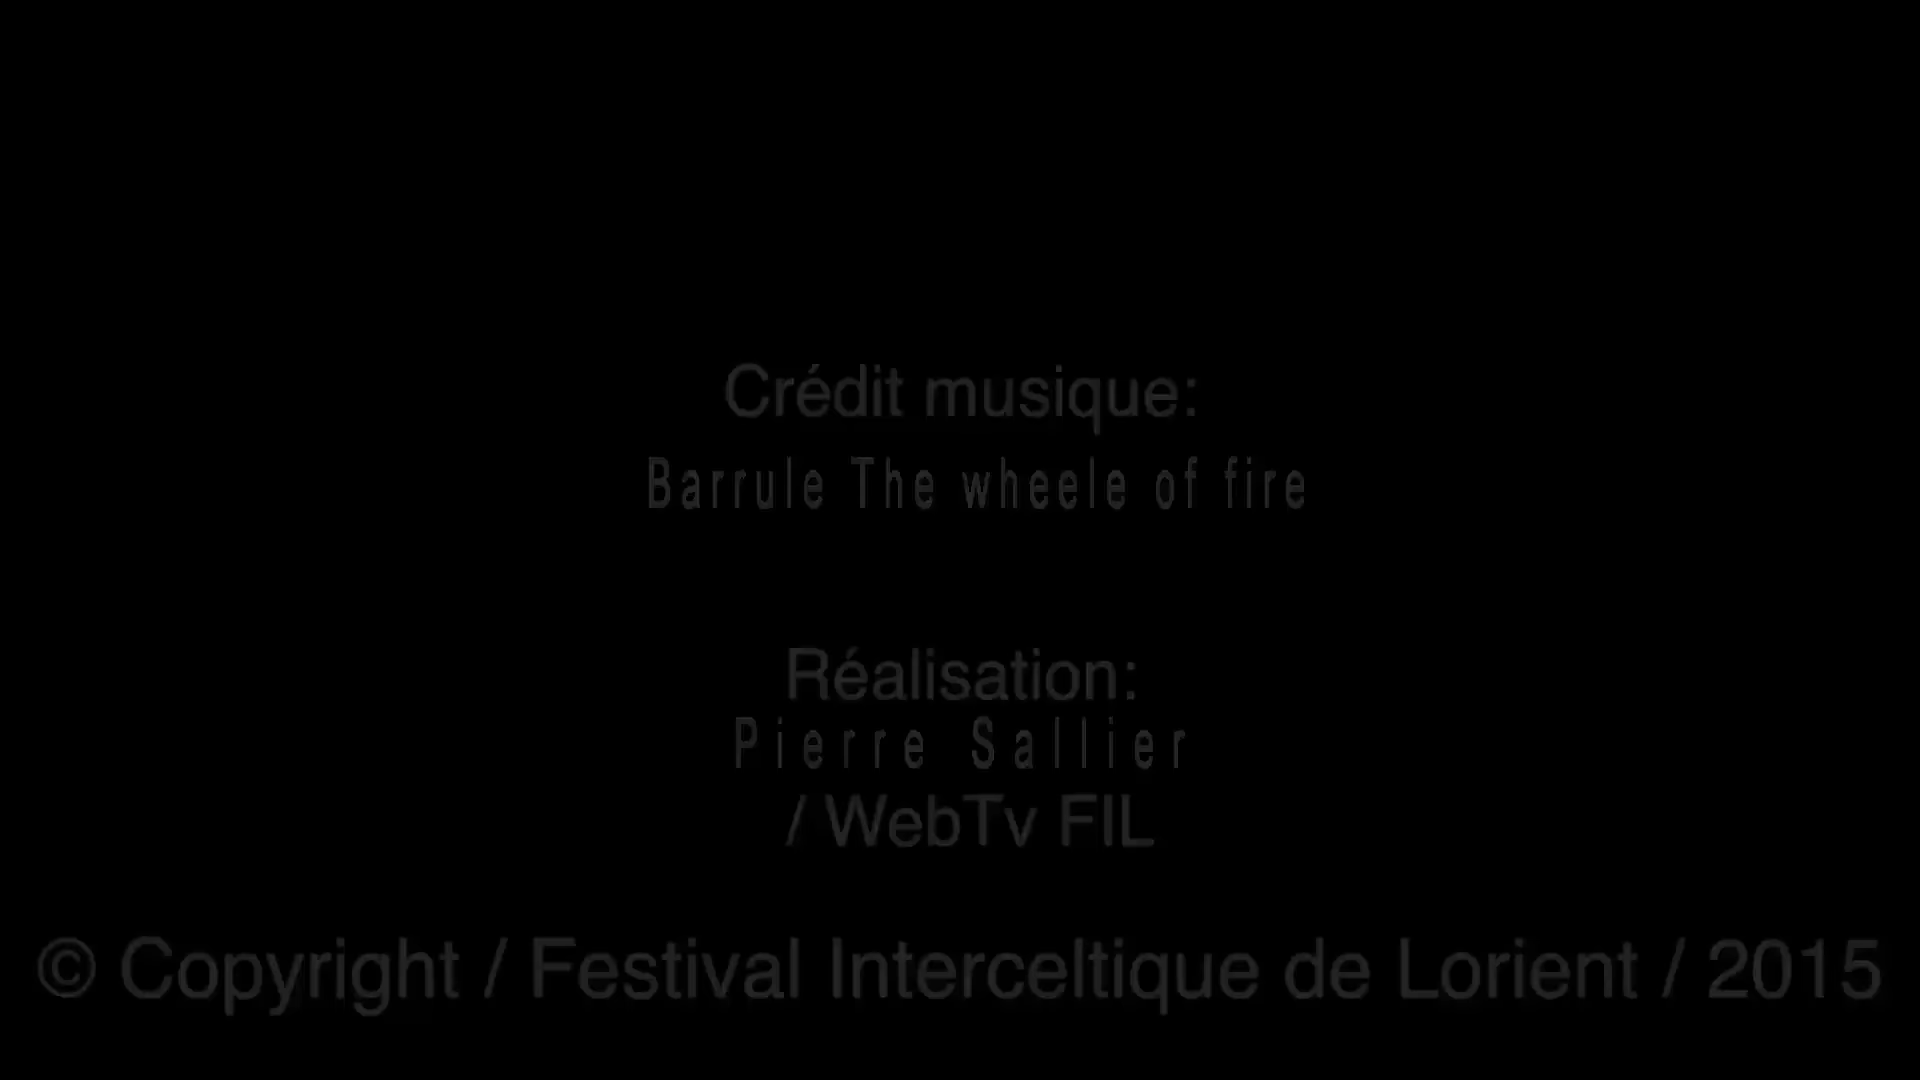 Crédit musique:
Barrule The wheele of fire
Réalisation:
Pierre Sallier
/ WebTv FIL
© Copyright / Festival Interceltique de Lorient / 2015